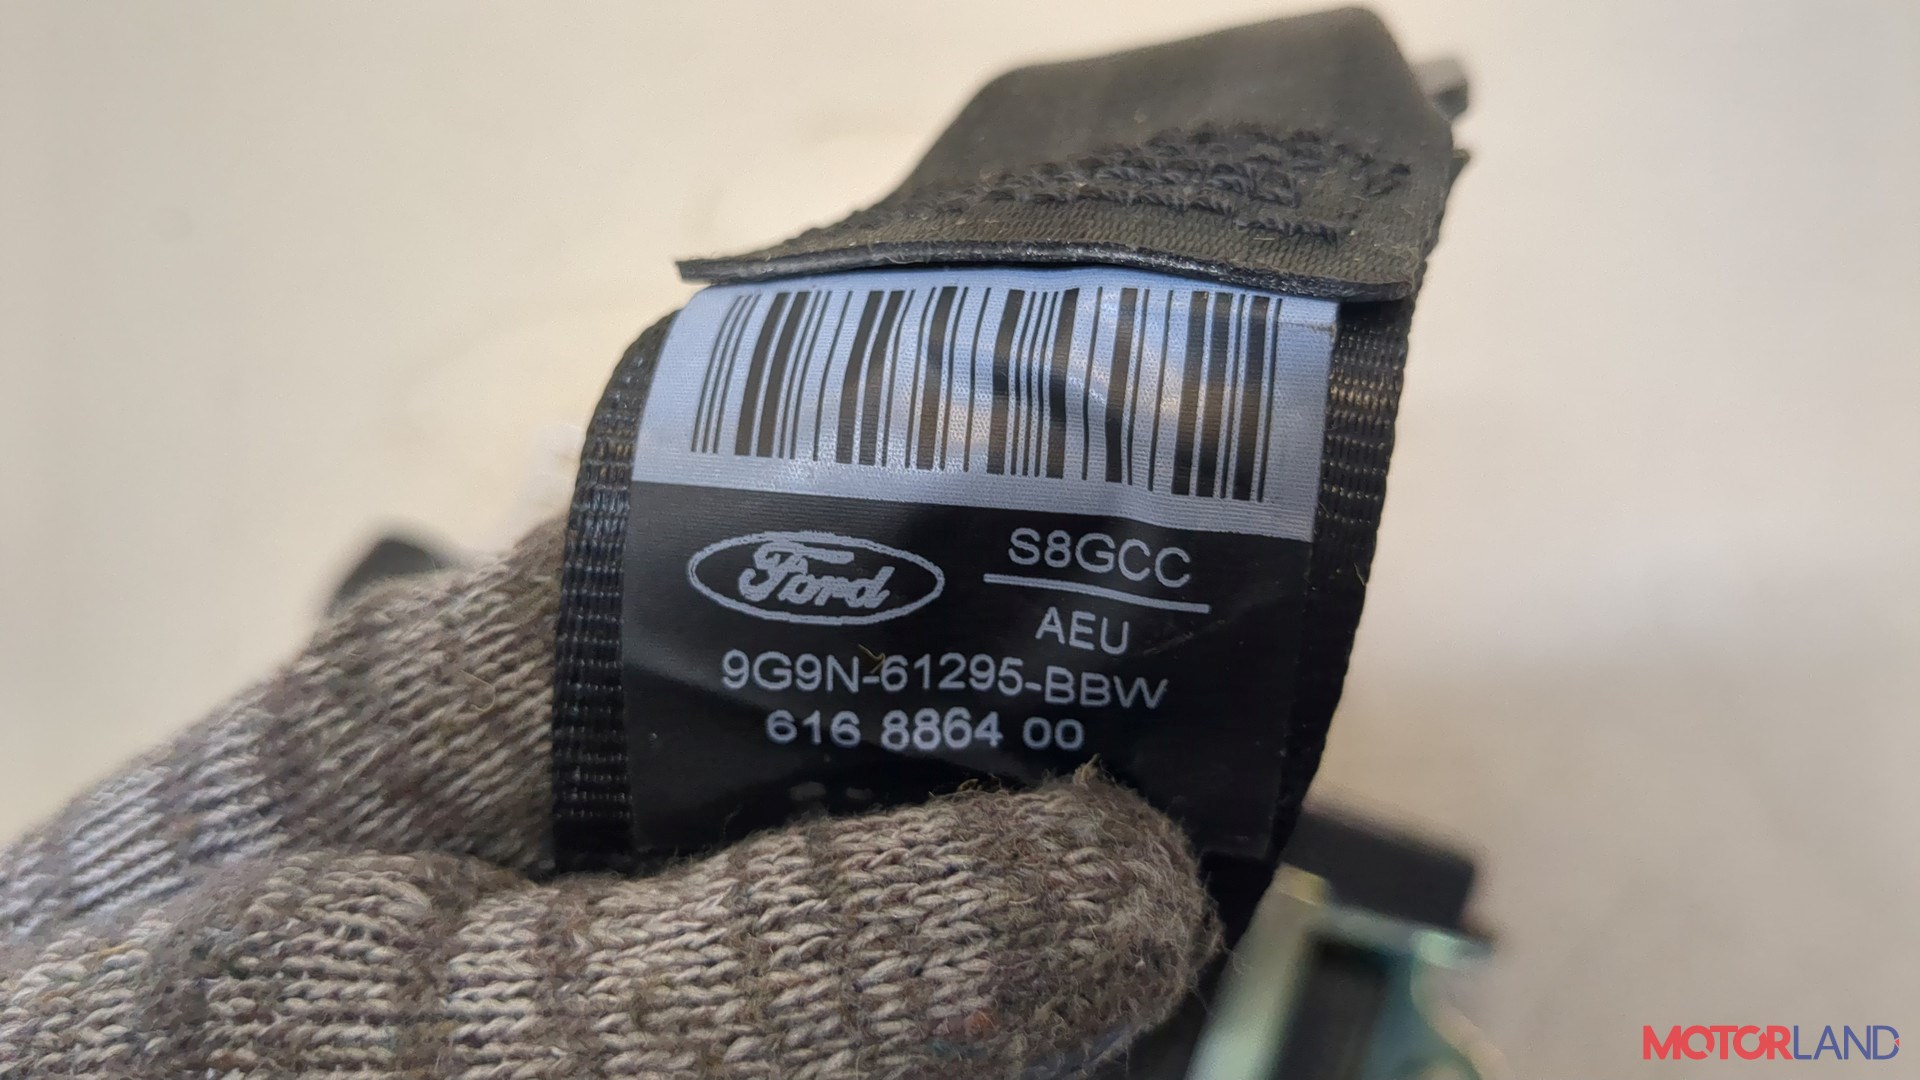 Ford
S8GCC
AEU
9G9N-61295-BBW
616 8864 00
MOTORLAND